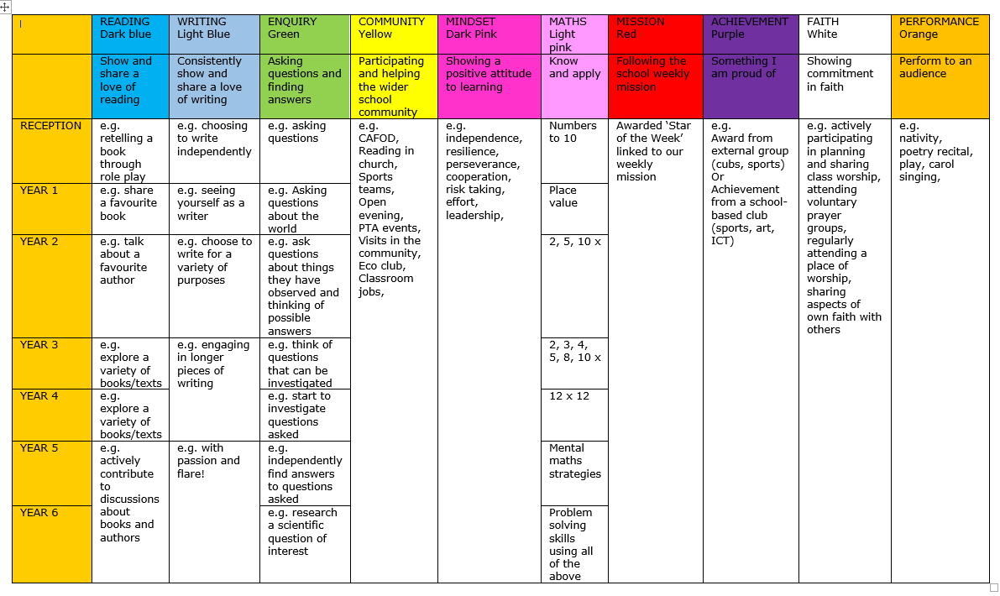 READING
Dark blue
WRITING
Light Blue
ENQUIRY
Green
COMMUNITY
Yellow
MINDSET
Dark Pink
MATHS
Light
pink
MISSION
Red
ACHIEVEMENT
Purple
FAITH
White
PERFORMANCE
Orange
Show and
share a
love of
reading
Consistently
show and
share a love
of writing
Asking
questions and
finding
answers
Participating
and helping
the wider
school
community
Showing a
positive attitude
to learning
Know
and apply
Following the
school weekly
mission
Something I
am proud of
Showing
commitment
in faith
Perform to an
audience
RECEPTION
e.g.
retelling a
book
through
role play
e.g. choosing
to write
independently
e.g. asking
questions
e.g.
CAFOD,
Reading in
church,
Sports
teams,
Open
evening,
PTA events,
Visits in the
community,
Eco club,
Classroom
jobs,
e.g.
independence,
resilience,
perseverance,
cooperation,
risk taking,
effort,
leadership,
Numbers
to 10
Awarded ‘Star
of the Week’
linked to our
weekly
mission
e.g.
Award from
external group
(cubs, sports)
Or
Achievement
from a school-
based club
(sports, art,
ICT)
e.g. actively
participating
in planning
and sharing
class worship,
attending
voluntary
prayer
groups,
regularly
attending a
place of
worship,
sharing
aspects of
own faith with
others
e.g.
nativity,
poetry recital,
play, carol
singing,
YEAR 1
e.g. share
a favourite
book
e.g. seeing
yourself as a
writer
e.g. Asking
questions
about the
world
Place
value
YEAR 2
e.g. talk
about a
favourite
author
e.g. choose to
write for a
variety of
purposes
e.g. ask
questions
about things
they have
observed and
thinking of
possible
answers
2, 5, 10 x
YEAR 3
e.g.
explore a
variety of
books/texts
e.g. engaging
in longer
pieces of
writing
e.g. think of
questions
that can be
investigated
2, 3, 4,
5, 8, 10 x
YEAR 4
e.g.
explore a
variety of
books/texts
e.g. start to
investigate
questions
asked
12 x 12
YEAR 5
e.g.
actively
contribute
to
discussions
about
books and
authors
e.g. with
passion and
flare!
e.g.
independently
find answers
to questions
asked
Mental
maths
strategies
YEAR 6
e.g. research
a scientific
question of
interest
Problem
solving
skills
using all
of the
above